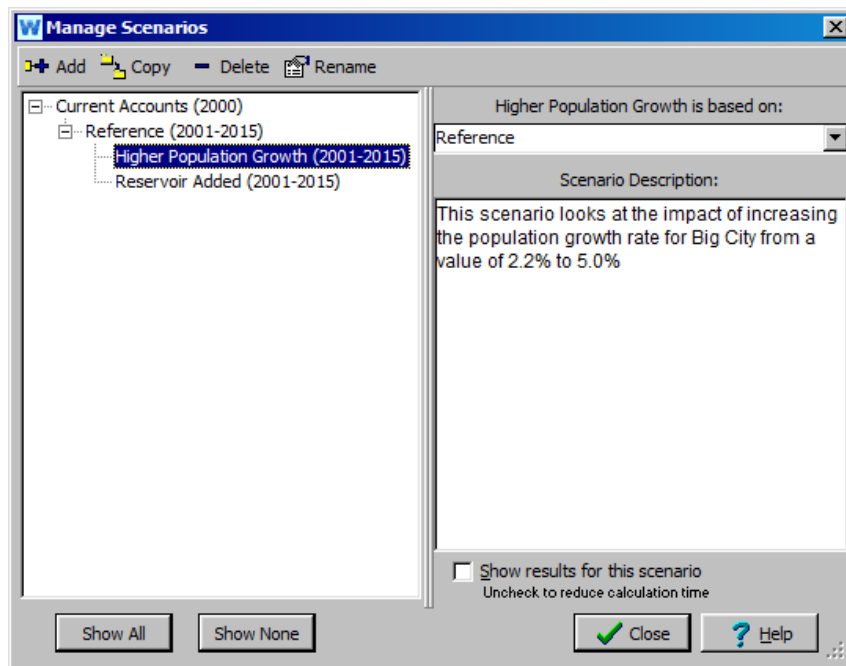 W Manage Scenarios
Add Copy Delete Rename
Current Accounts (2000)
Reference (2001-2015)
Higher Population Growth (2001-2015)
Reservoir Added (2001-2015)
Higher Population Growth is based on:
Reference
Scenario Description:
This scenario looks at the impact of increasing
the population growth rate for Big City from a
value of 2.2% to 5.0%
Show results for this scenario
Uncheck to reduce calculation time
Show All Show None Close Help